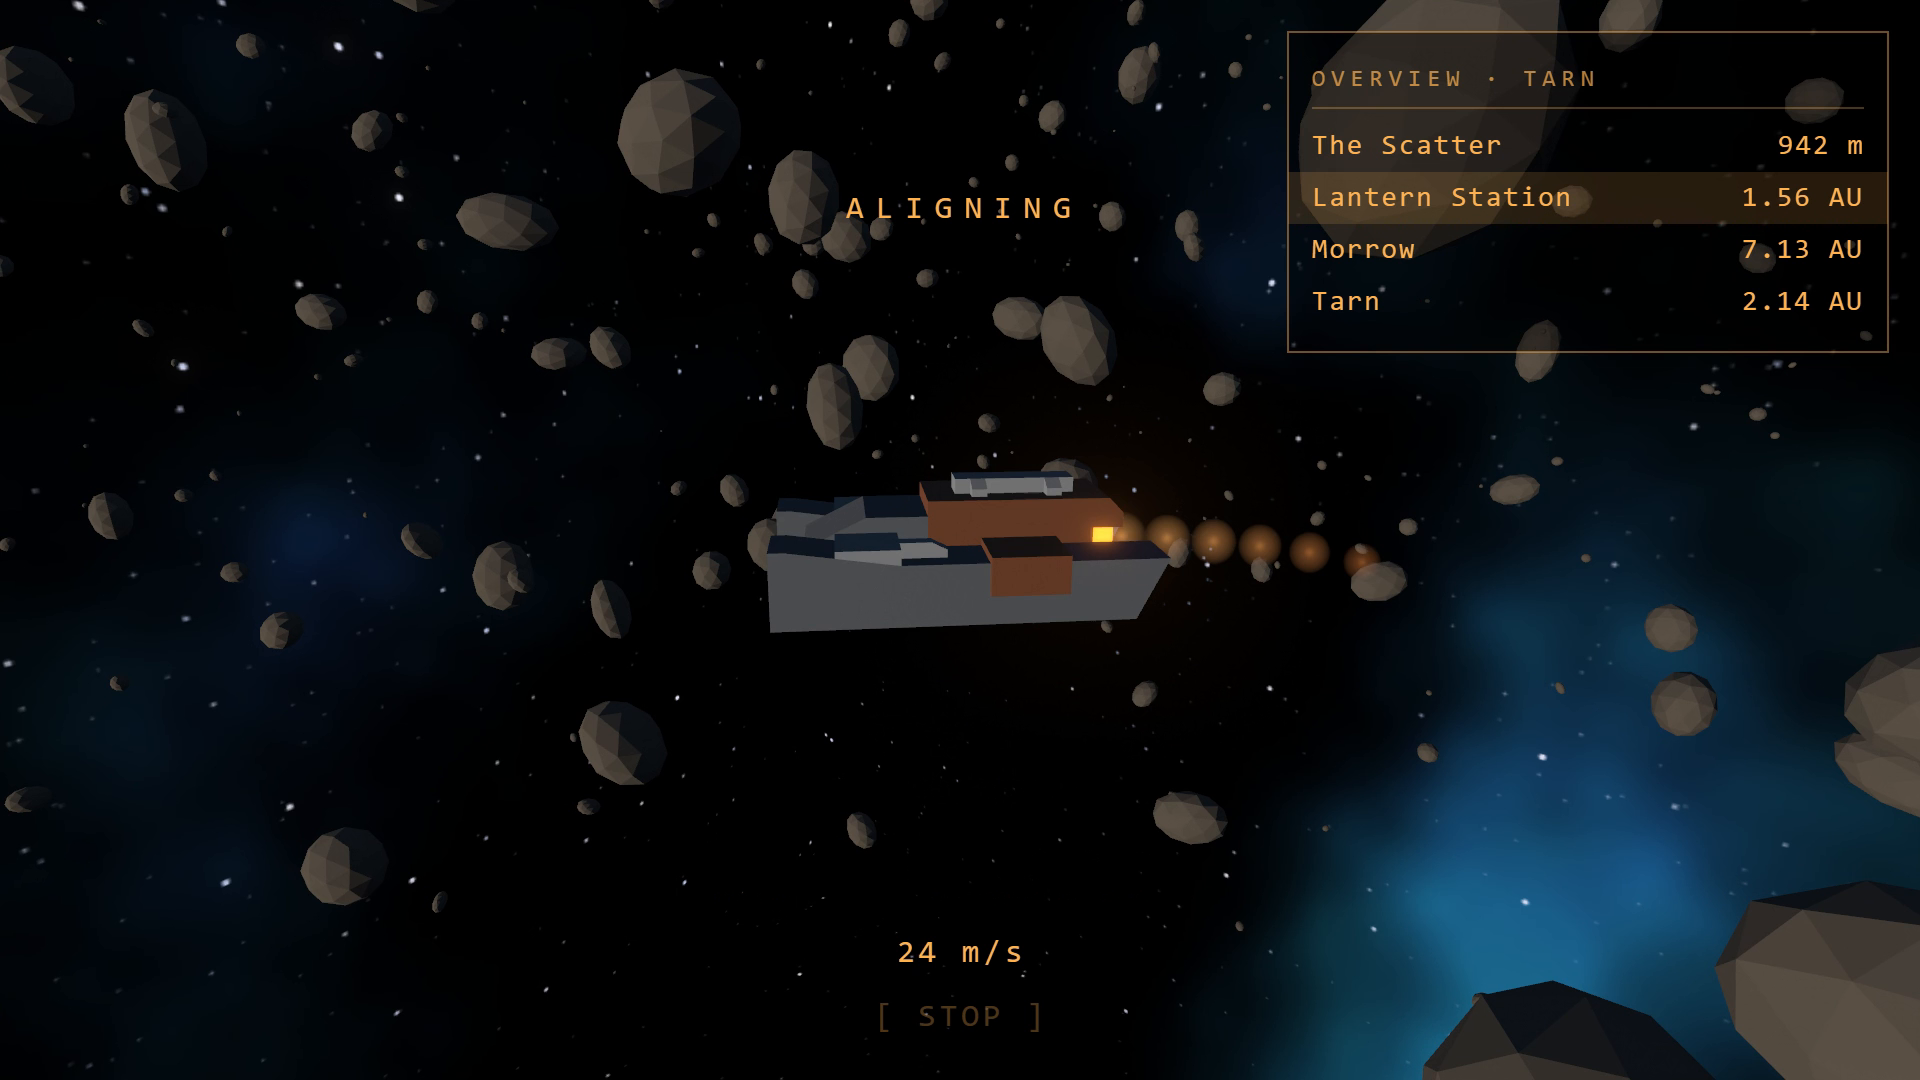 OVERVIEW · TARN
The Scatter 942 m
Lantern Station 1.56 AU
Morrow 7.13 AU
Tarn 2.14 AU
ALIGNING
24 m/s
[ STOP ]